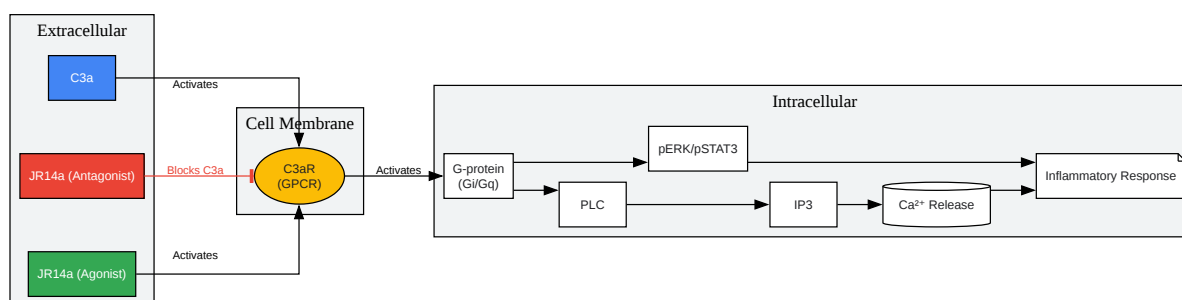 Extracellular
C3a
Activates
JR14a (Antagonist)
Blocks C3a
JR14a (Agonist)
Activates
Cell Membrane
C3aR
(GPCR)
Activates
Intracellular
G-protein
(Gi/Gq)
pERK/pSTAT3
PLC
IP3
Ca²⁺ Release
Inflammatory Response